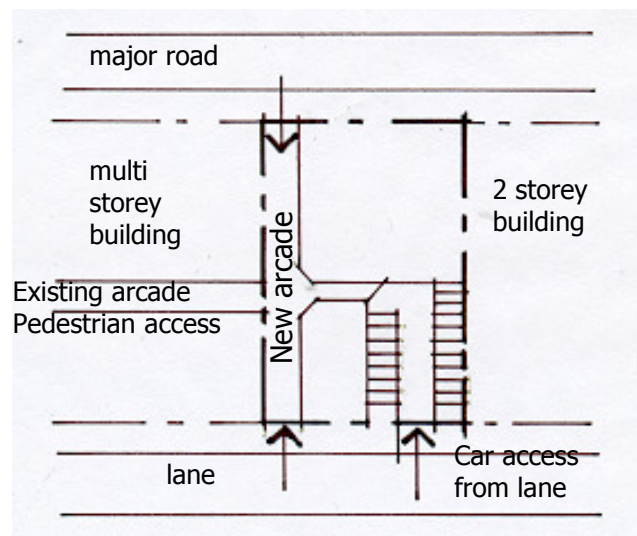 major road
multi
storey
building
2 storey
building
New arcade
Existing arcade
Pedestrian access
lane
Car access
from lane